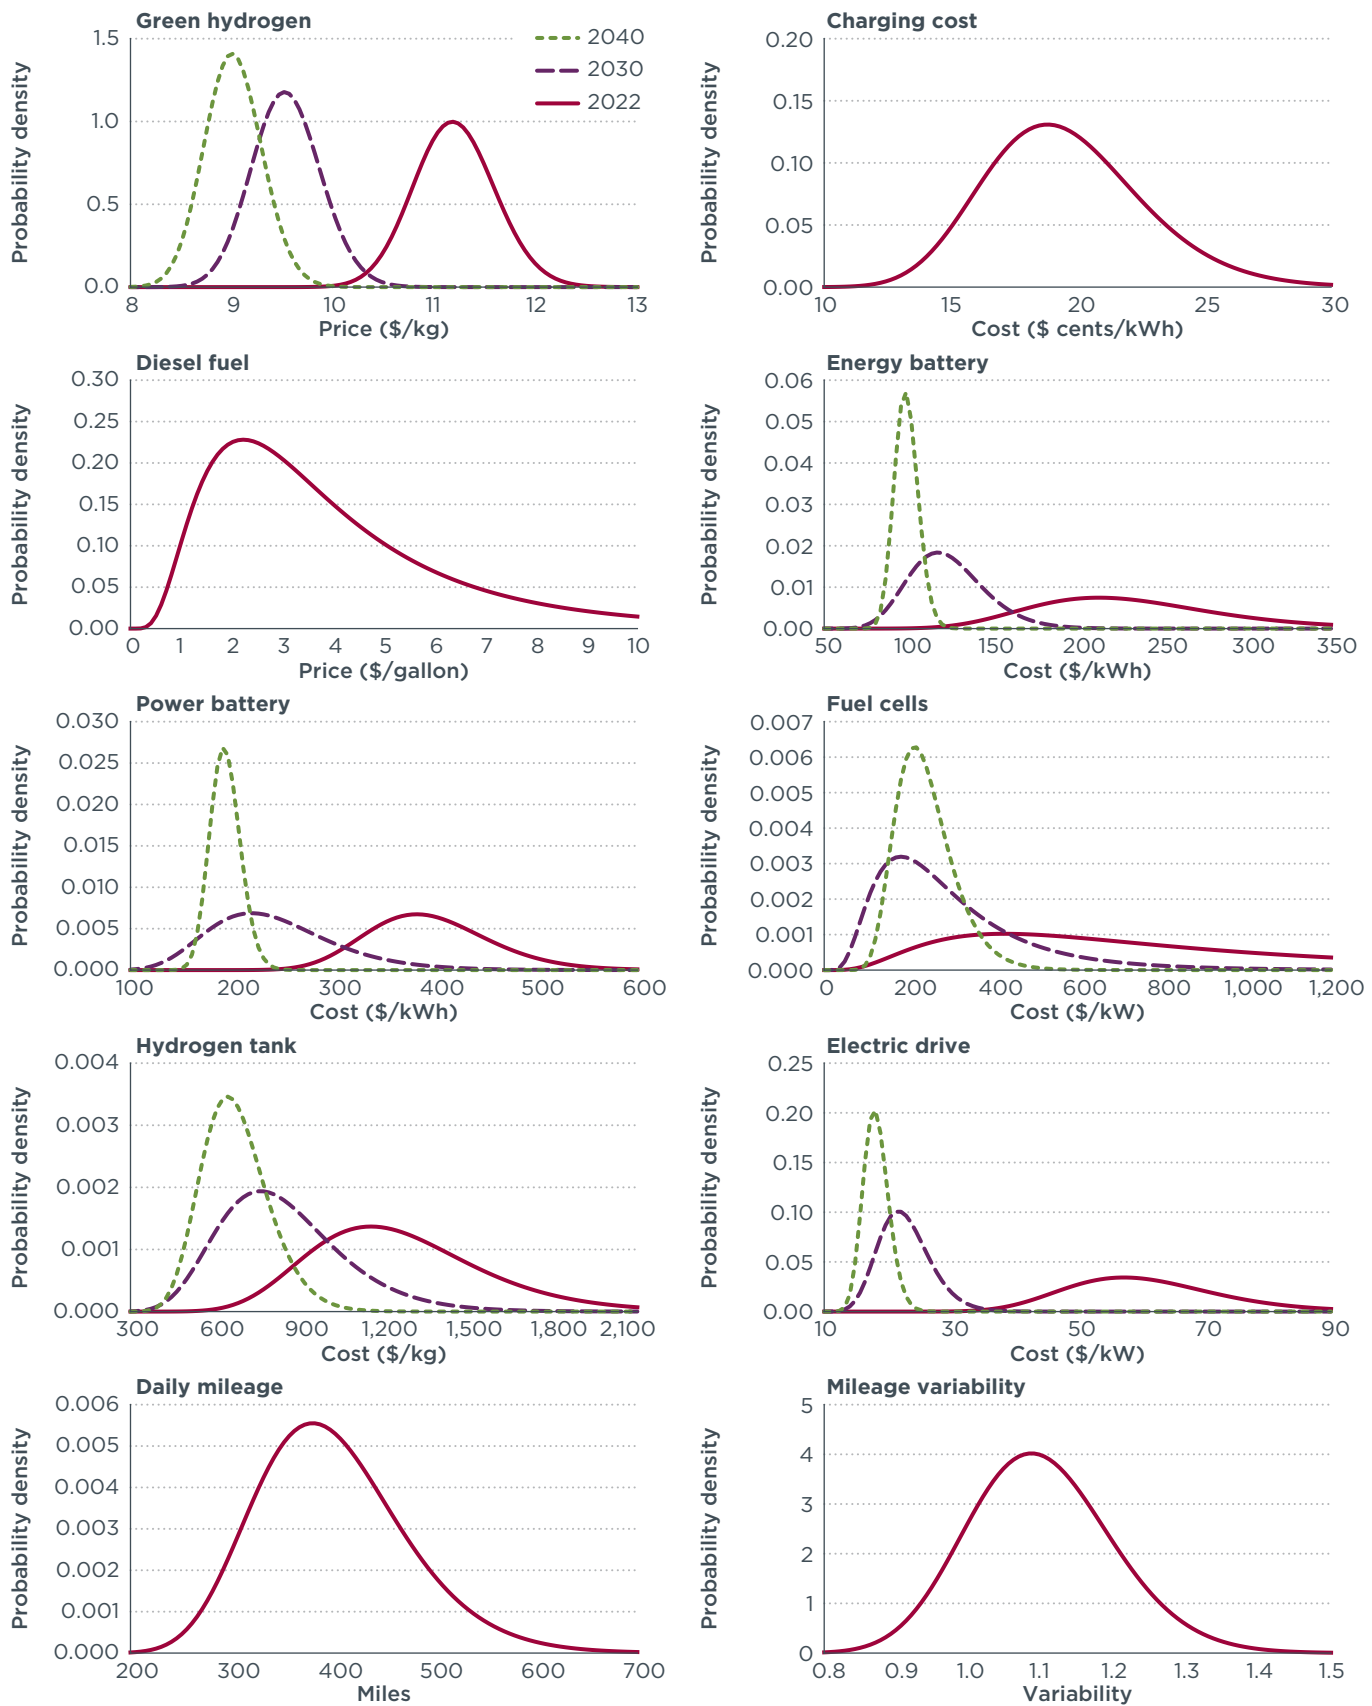 Green hydrogen
Probability density
1.5
1.0
0.5
0.0
8 9 10 11 12 13
Price ($/kg)
2040
2030
2022
Charging cost
Probability density
0.20
0.15
0.10
0.05
0.00
10 15 20 25 30
Cost ($ cents/kWh)
Diesel fuel
Probability density
0.30
0.25
0.20
0.15
0.10
0.05
0.00
0 1 2 3 4 5 6 7 8 9 10
Price ($/gallon)
Energy battery
Probability density
0.06
0.05
0.04
0.03
0.02
0.01
0.00
50 100 150 200 250 300 350
Cost ($/kWh)
Power battery
Probability density
0.030
0.025
0.020
0.015
0.010
0.005
0.000
100 200 300 400 500 600
Cost ($/kWh)
Fuel cells
Probability density
0.007
0.006
0.005
0.004
0.003
0.002
0.001
0.000
0 200 400 600 800 1,000 1,200
Cost ($/kW)
Hydrogen tank
Probability density
0.004
0.003
0.002
0.001
0.000
300 600 900 1,200 1,500 1,800 2,100
Cost ($/kg)
Electric drive
Probability density
0.25
0.20
0.15
0.10
0.05
0.00
10 30 50 70 90
Cost ($/kW)
Daily mileage
Probability density
0.006
0.005
0.004
0.003
0.002
0.001
0.000
200 300 400 500 600 700
Miles
Mileage variability
Probability density
5
4
3
2
1
0
0.8 0.9 1.0 1.1 1.2 1.3 1.4 1.5
Variability